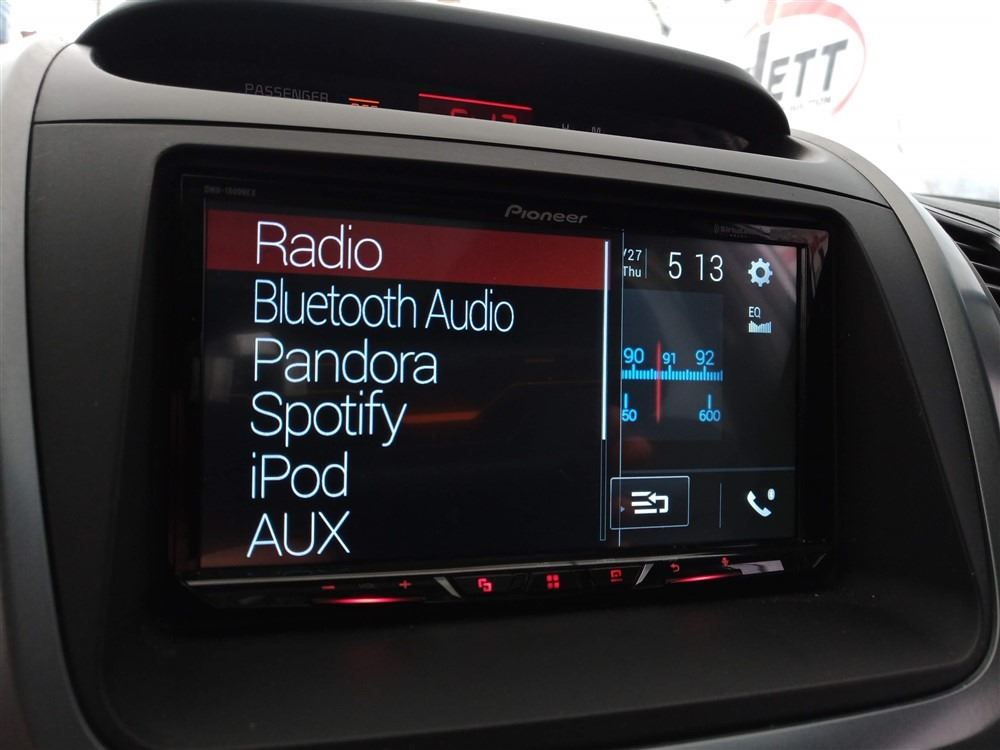 PASSENGER
ETT
Pioneer
Radio
Bluetooth Audio
Pandora
Spotify
iPod
AUX
/27
Thu
5 13
EQ
90 91 92
50 600